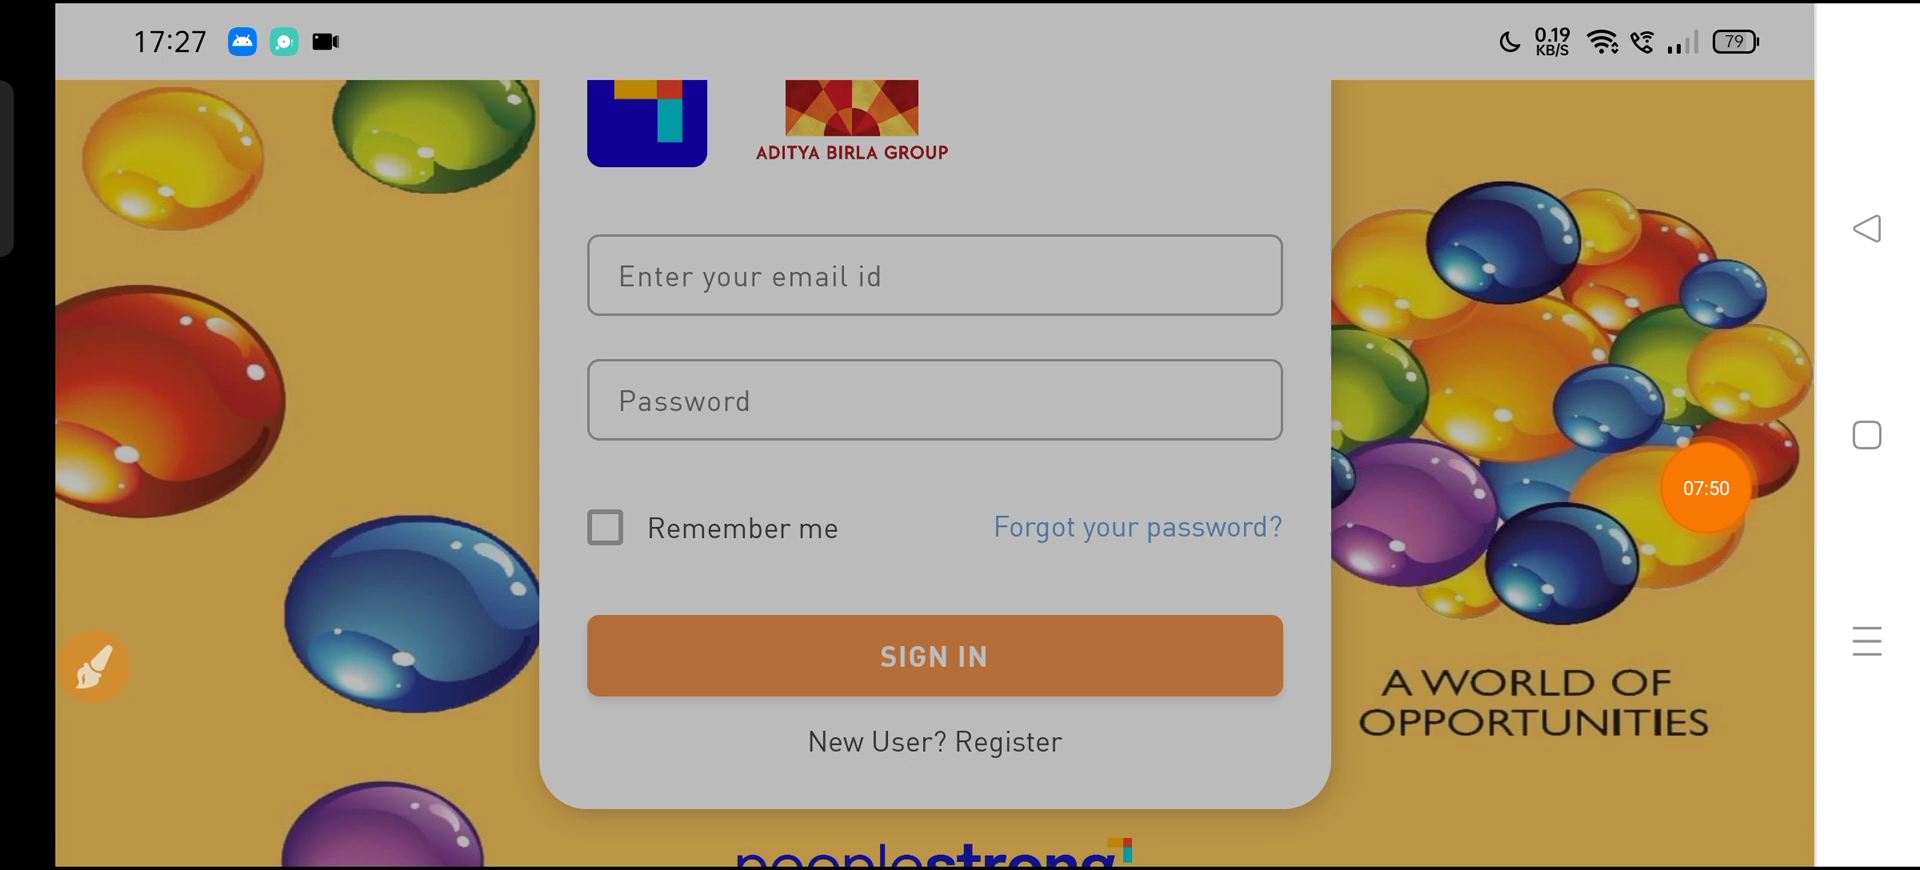 17:27
0.19
KB/S
79
ADITYA BIRLA GROUP
Enter your email id
Password
Remember me
Forgot your password?
07:50
SIGN IN
A WORLD OF
OPPORTUNITIES
New User? Register
peoplestrong